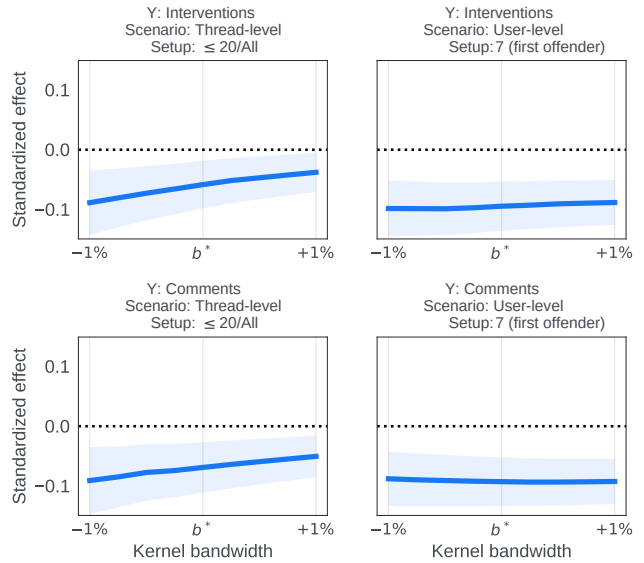 Y: Interventions
Scenario: Thread-level
Setup: ≤ 20/All
Y: Interventions
Scenario: User-level
Setup: 7 (first offender)
Standardized effect
0.1
0.0
−0.1
−1%
b*
+1%
−1%
b*
+1%
Y: Comments
Scenario: Thread-level
Setup: ≤ 20/All
Y: Comments
Scenario: User-level
Setup: 7 (first offender)
Standardized effect
0.1
0.0
−0.1
−1%
b*
+1%
−1%
b*
+1%
Kernel bandwidth
Kernel bandwidth